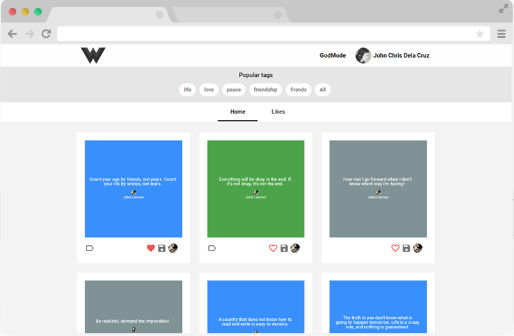 W
GodMode John Chris Dela Cruz
Popular tags
life love peace friendship friends All
Home Likes
Count your age by friends, not years. Count
your life by smiles, not tears.
John Lennon
Everything will be okay in the end. If
it's not okay, it's not the end.
John Lennon
How can I go forward when I don't
know which way I'm facing?
John Lennon
Be realistic, demand the impossible!
A country that does not know how to
read and write is easy to deceive.
The truth is you don't know what is
going to happen tomorrow. Life is a crazy
ride, and nothing is guaranteed.